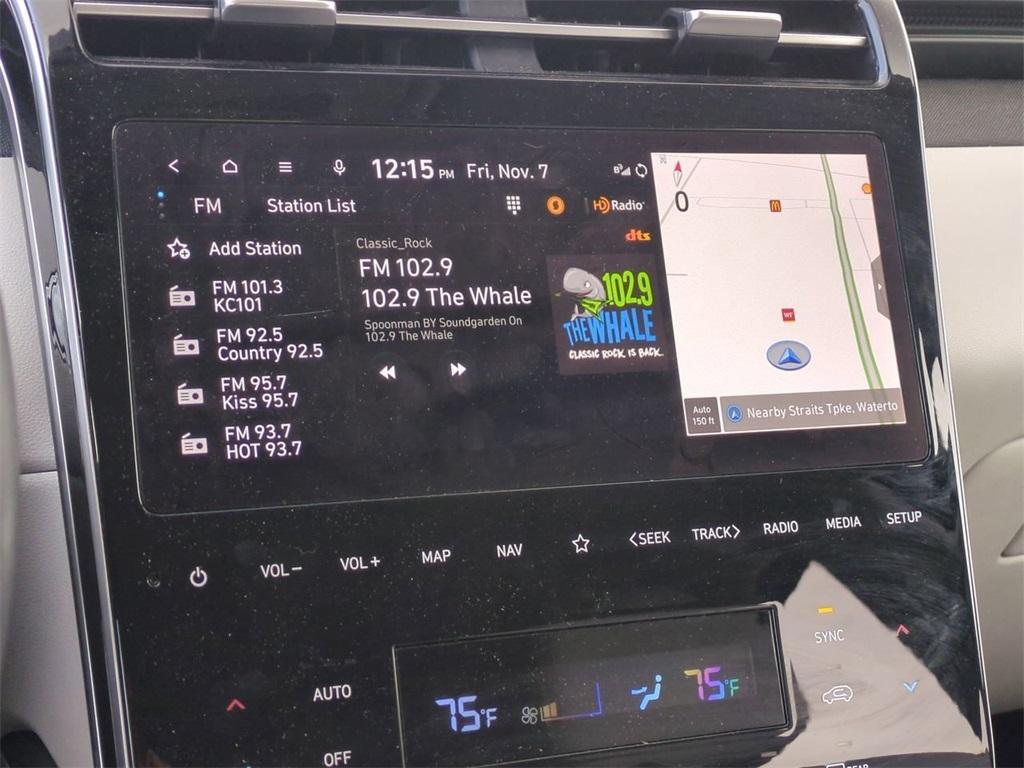 12:15 PM Fri, Nov. 7
FM Station List
HD Radio
dts
Add Station
FM 101.3
KC101
FM 92.5
Country 92.5
FM 95.7
Kiss 95.7
FM 93.7
HOT 93.7
Classic_Rock
FM 102.9
102.9 The Whale
Spoonman BY Soundgarden On
102.9 The Whale
102.9
THE WHALE
CLASSIC ROCK IS BACK.
0
WF
Auto
150 ft
Nearby Straits Tpke, Waterto
VOL− VOL+ MAP NAV <SEEK TRACK> RADIO MEDIA SETUP
SYNC
AUTO
75°F
75°F
OFF
REAR